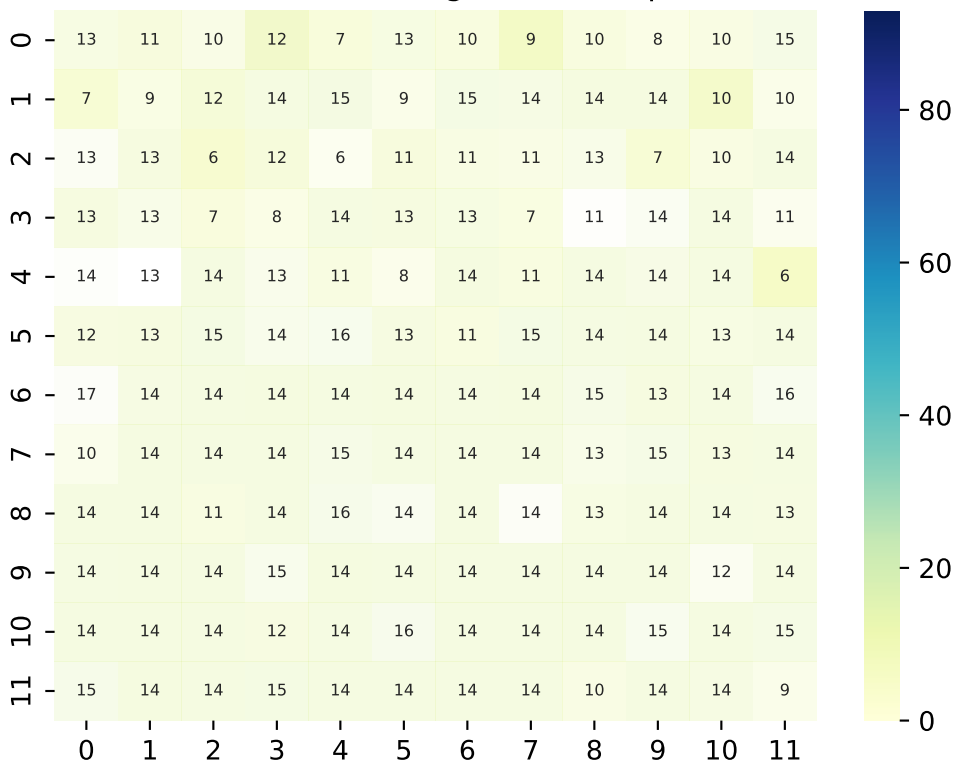 0 13 11 10 12 7 13 10 9 10 8 10 15
1 7 9 12 14 15 9 15 14 14 14 10 10 80
2 13 13 6 12 6 11 11 11 13 7 10 14
3 13 13 7 8 14 13 13 7 11 14 14 11 60
4 14 13 14 13 11 8 14 11 14 14 14 6
5 12 13 15 14 16 13 11 15 14 14 13 14
6 17 14 14 14 14 14 14 14 15 13 14 16 40
7 10 14 14 14 15 14 14 14 13 15 13 14
8 14 14 11 14 16 14 14 14 13 14 14 13
9 14 14 14 15 14 14 14 14 14 14 12 14 20
10 14 14 14 12 14 16 14 14 14 15 14 15
11 15 14 14 15 14 14 14 14 10 14 14 9 0
0 1 2 3 4 5 6 7 8 9 10 11